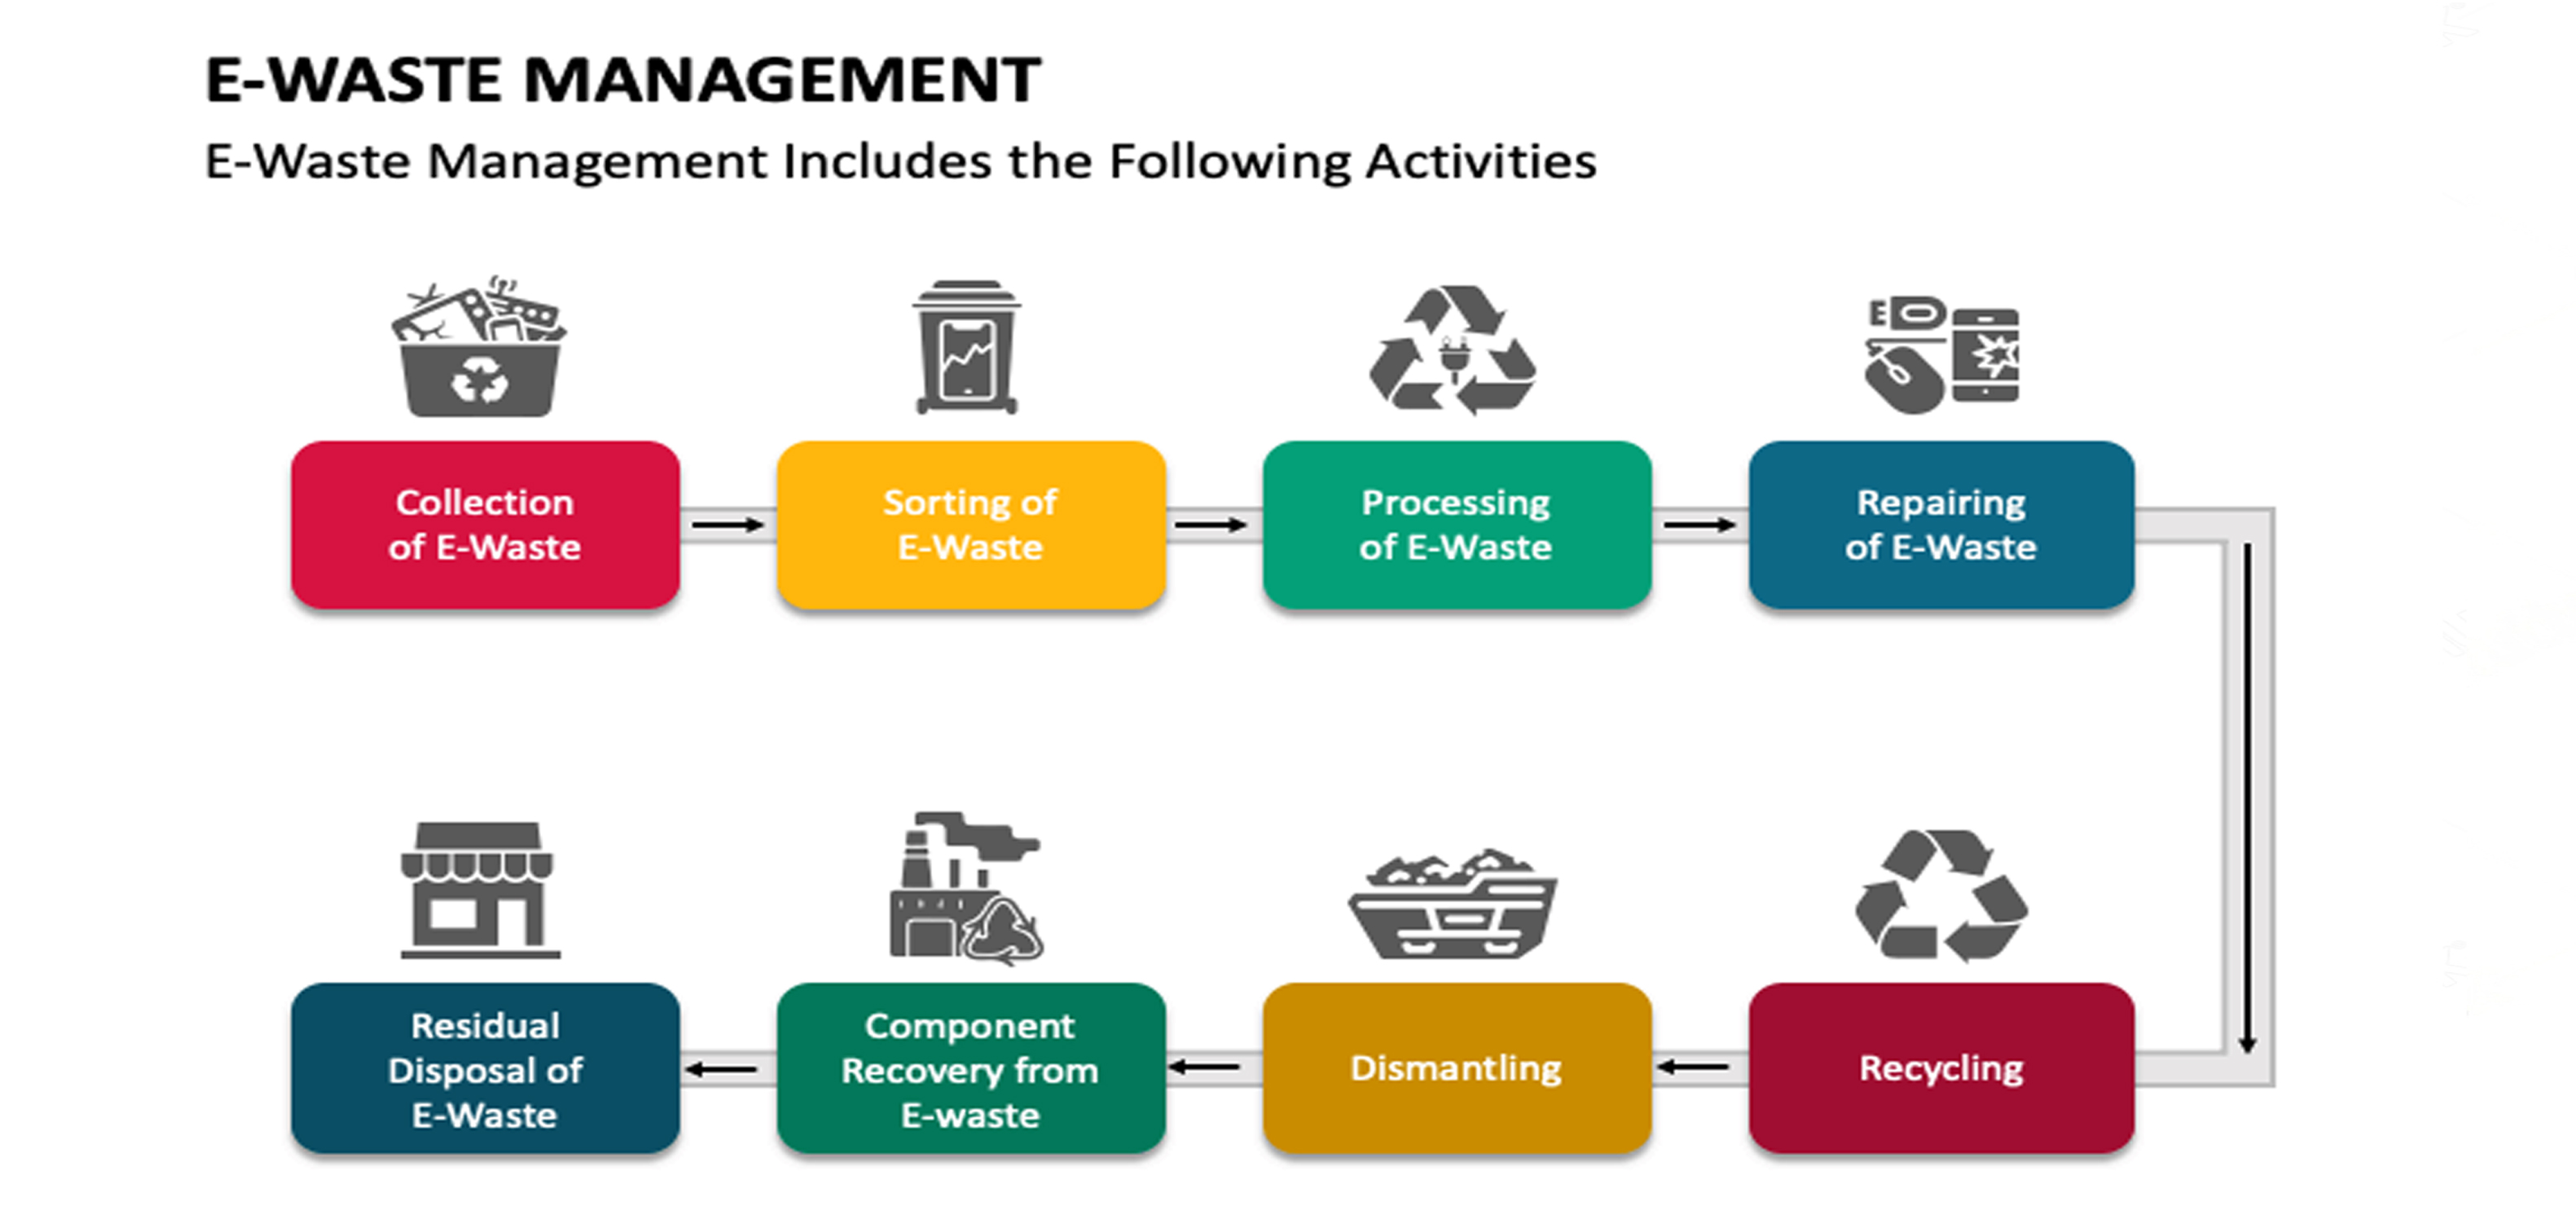 E-WASTE MANAGEMENT
E-Waste Management Includes the Following Activities
Collection
of E-Waste
Sorting of
E-Waste
Processing
of E-Waste
Repairing
of E-Waste
Recycling
Dismantling
Component
Recovery from
E-waste
Residual
Disposal of
E-Waste